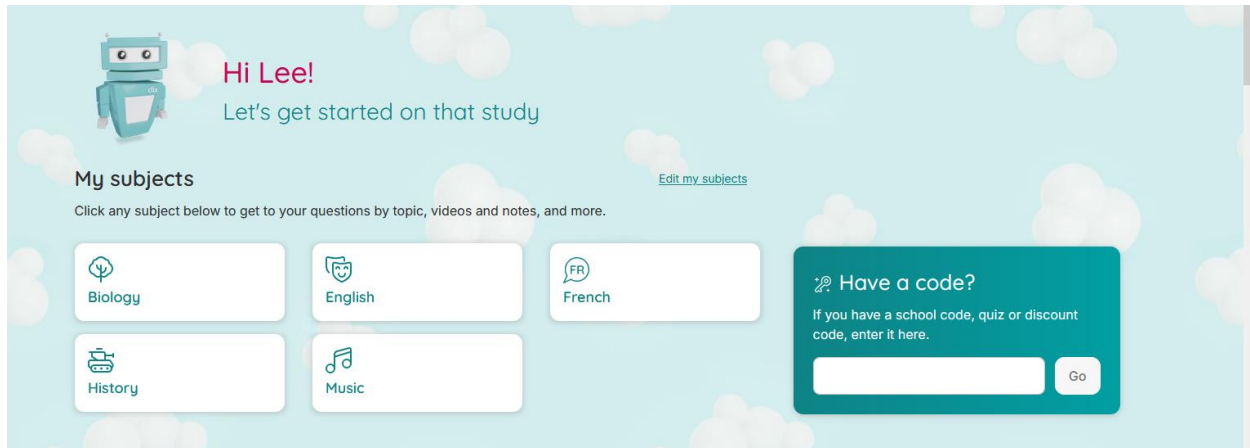 Hi Lee!
Let's get started on that study
My subjects
Edit my subjects
Click any subject below to get to your questions by topic, videos and notes, and more.
Biology
English
FR
French
History
Music
Have a code?
If you have a school code, quiz or discount
code, enter it here.
Go